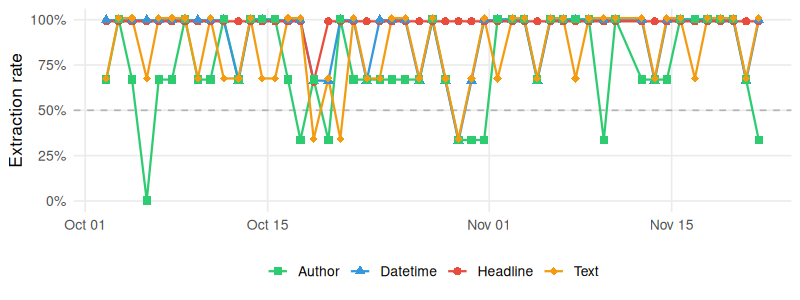 Extraction rate
100%
75%
50%
25%
0%
Oct 01 Oct 15 Nov 01 Nov 15
Author Datetime Headline Text